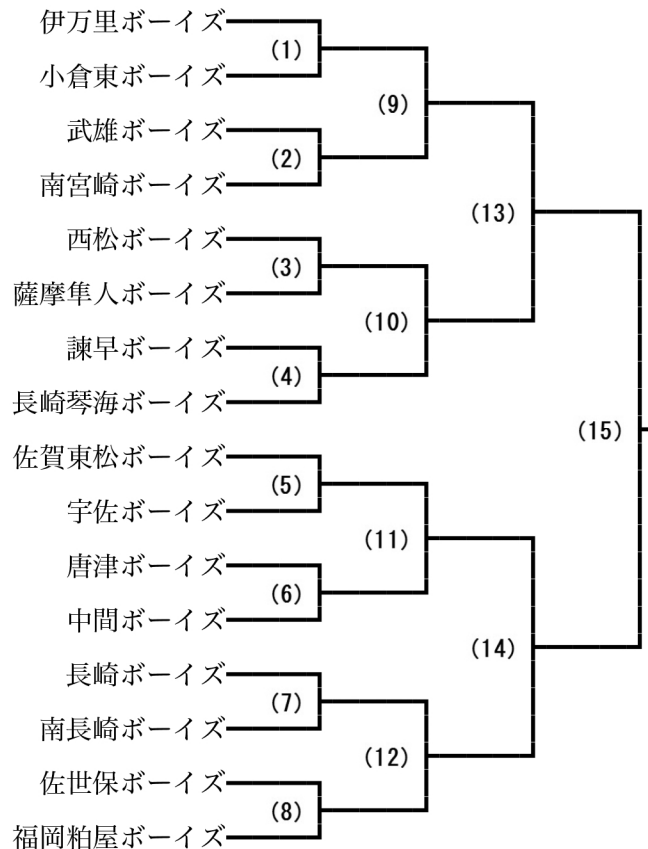 伊万里ボーイズ
(1)
小倉東ボーイズ
(9)
武雄ボーイズ
(2)
南宮崎ボーイズ
(13)
西松ボーイズ
(3)
薩摩隼人ボーイズ
(10)
諫早ボーイズ
(4)
長崎琴海ボーイズ
(15)
佐賀東松ボーイズ
(5)
宇佐ボーイズ
(11)
唐津ボーイズ
(6)
中間ボーイズ
(14)
長崎ボーイズ
(7)
南長崎ボーイズ
(12)
佐世保ボーイズ
(8)
福岡粕屋ボーイズ